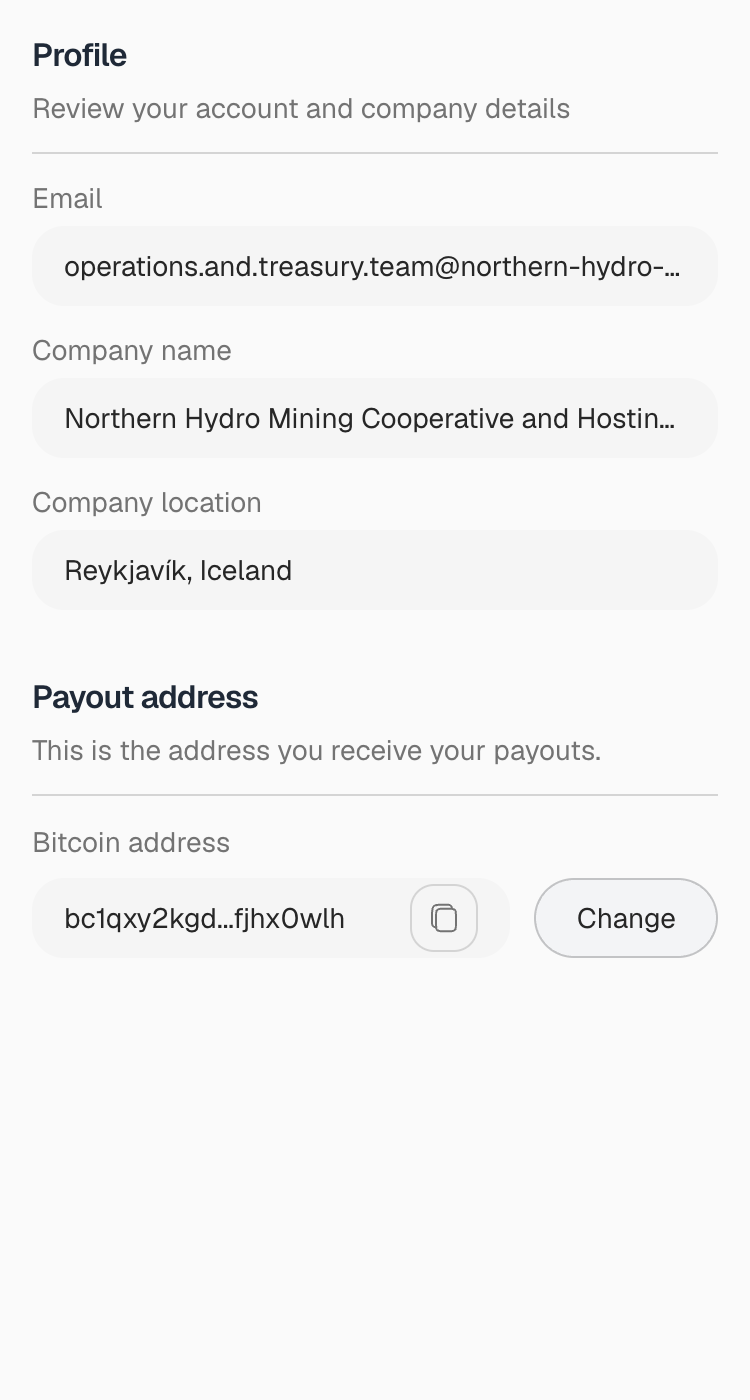 Profile
Review your account and company details
Email
operations.and.treasury.team@northern-hydro-...
Company name
Northern Hydro Mining Cooperative and Hostin...
Company location
Reykjavík, Iceland
Payout address
This is the address you receive your payouts.
Bitcoin address
bc1qxy2kgd...fjhx0wlh
Change